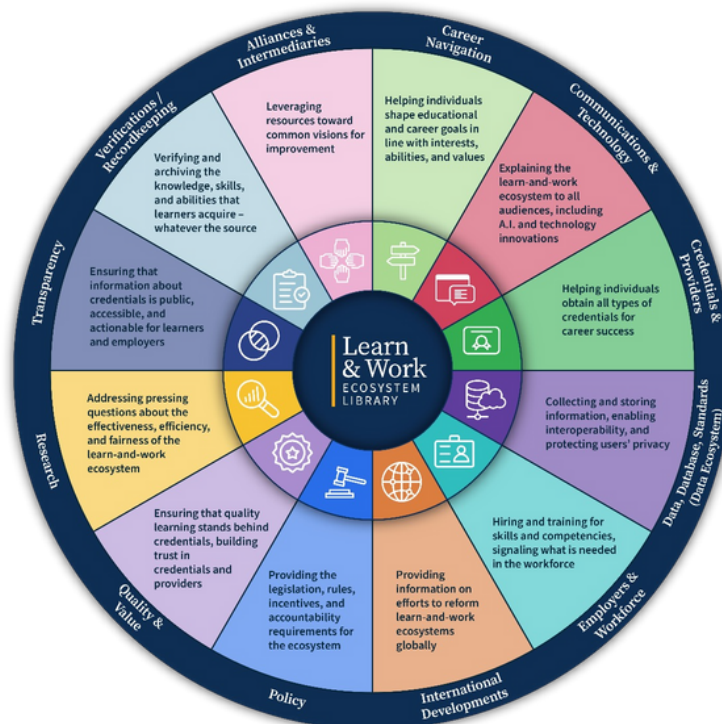 Learn
& Work
ECOSYSTEM
LIBRARY
Alliances &
Intermediaries
Leveraging
resources toward
common visions for
improvement
Career
Navigation
Helping individuals
shape educational
and career goals in
line with interests,
abilities, and values
Communications &
Technology
Explaining the
learn-and-work
ecosystem to all
audiences, including
A.I. and technology
innovations
Credentials &
Providers
Helping individuals
obtain all types of
credentials for
career success
Data, Database, Standards
(Data Ecosystem)
Collecting and storing
information, enabling
interoperability, and
protecting users' privacy
Employers &
Workforce
Hiring and training for
skills and competencies,
signaling what is needed
in the workforce
International
Developments
Providing
information on
efforts to reform
learn-and-work
ecosystems
globally
Policy
Providing the
legislation, rules,
incentives, and
accountability
requirements for
the ecosystem
Quality &
Value
Ensuring that quality
learning stands behind
credentials, building
trust in
credentials and
providers
Research
Addressing pressing
questions about the
effectiveness, efficiency,
and fairness of the
learn-and-work
ecosystem
Transparency
Ensuring that
information about
credentials is public,
accessible, and
actionable for learners
and employers
Verifications /
Recordkeeping
Verifying and
archiving the
knowledge, skills,
and abilities that
learners acquire –
whatever the source